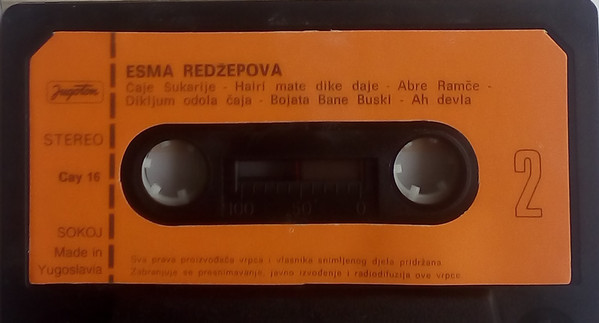 ESMA REDŽEPOVA
Čaje Šukarije - Hairi mate dike daje - Abre Ramče -
Dikljum odola čaja - Bojata Bane Buski - Ah devla
Jugoton
STEREO
Cay 16
SOKOJ
Made in
Yugoslavia
2
100 50 0
Sva prava proizvođača vrpce i vlasnika snimljenog djela pridržana.
Zabranjuje se presnimavanje, javno izvođenje i radiodifuzija ove vrpce.